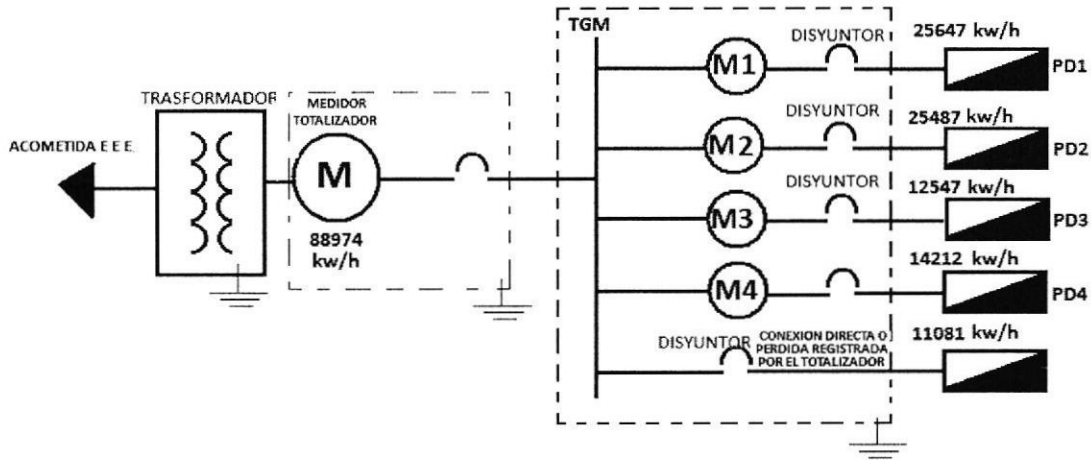 TGM
DISYUNTOR
25647 kw/h
M1
PD1
TRASFORMADOR
MEDIDOR
TOTALIZADOR
ACOMETIDA E E E.
M
88974
kw/h
DISYUNTOR
25487 kw/h
M2
PD2
DISYUNTOR
12547 kw/h
M3
PD3
14212 kw/h
M4
PD4
DISYUNTOR
CONEXION DIRECTA O
PERDIDA REGISTRADA
POR EL TOTALIZADOR
11081 kw/h